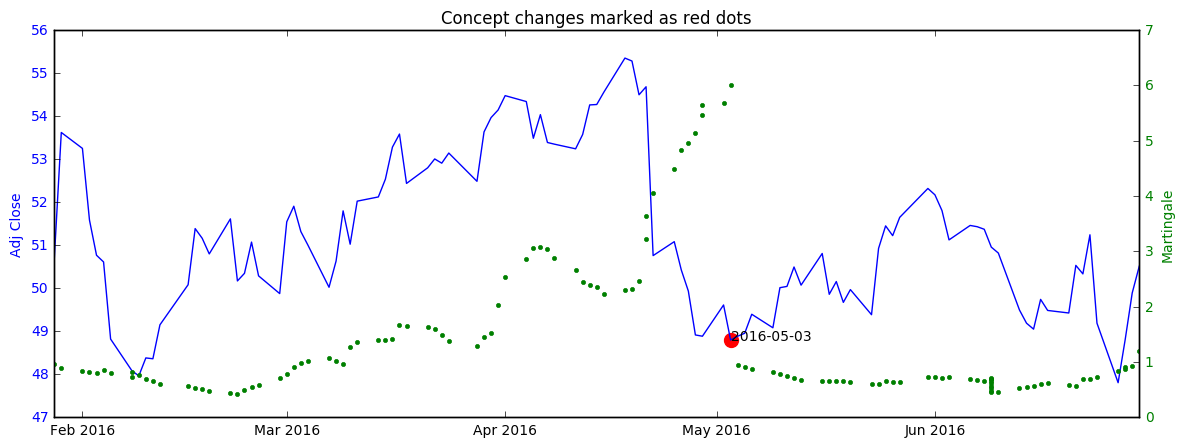 Concept changes marked as red dots
56
55
54
53
52
51
50
49
48
47
Adj Close
7
6
5
4
3
2
1
0
Martingale
2016-05-03
Feb 2016
Mar 2016
Apr 2016
May 2016
Jun 2016